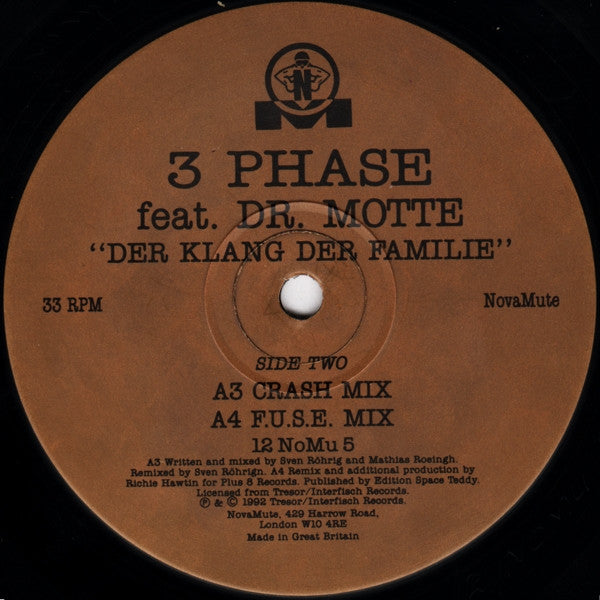 N
M
3 PHASE
feat. DR. MOTTE
“DER KLANG DER FAMILIE”
33 RPM
NovaMute
SIDE TWO
A3 CRASH MIX
A4 F.U.S.E. MIX
12 NoMu 5
A3 Written and mixed by Sven Röhrig and Mathias Roeingh.
Remixed by Sven Röhrign. A4 Remix and additional production by
Richie Hawtin for Plus 8 Records. Published by Edition Space Teddy.
Licensed from Tresor/Interfisch Records.
℗ & © 1992 Tresor/Interfisch Records.
NovaMute, 429 Harrow Road,
London W10 4RE
Made in Great Britain